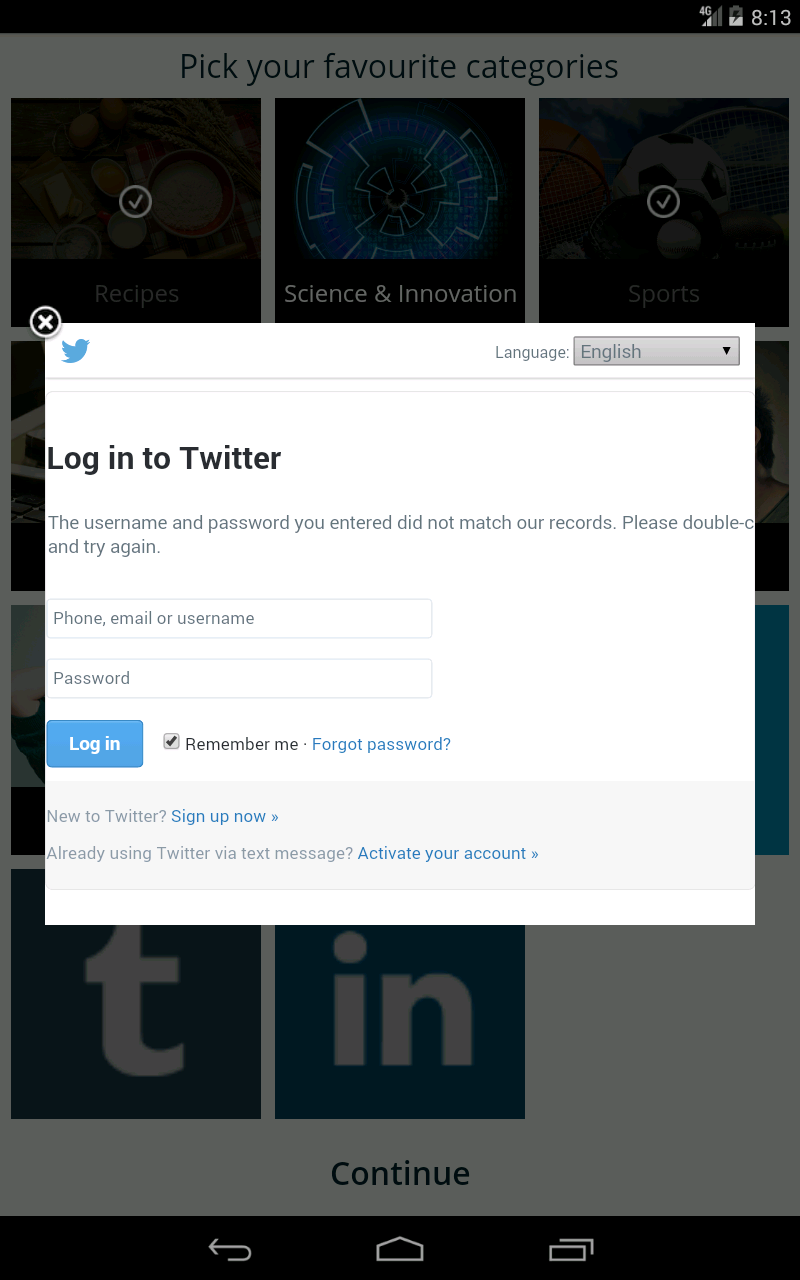 4G 8:13
Pick your favourite categories
Recipes
Science & Innovation
Sports
Language: English
Log in to Twitter
The username and password you entered did not match our records. Please double-c
and try again.
Phone, email or username
Password
Log in
Remember me · Forgot password?
New to Twitter? Sign up now »
Already using Twitter via text message? Activate your account »
t
in
Continue